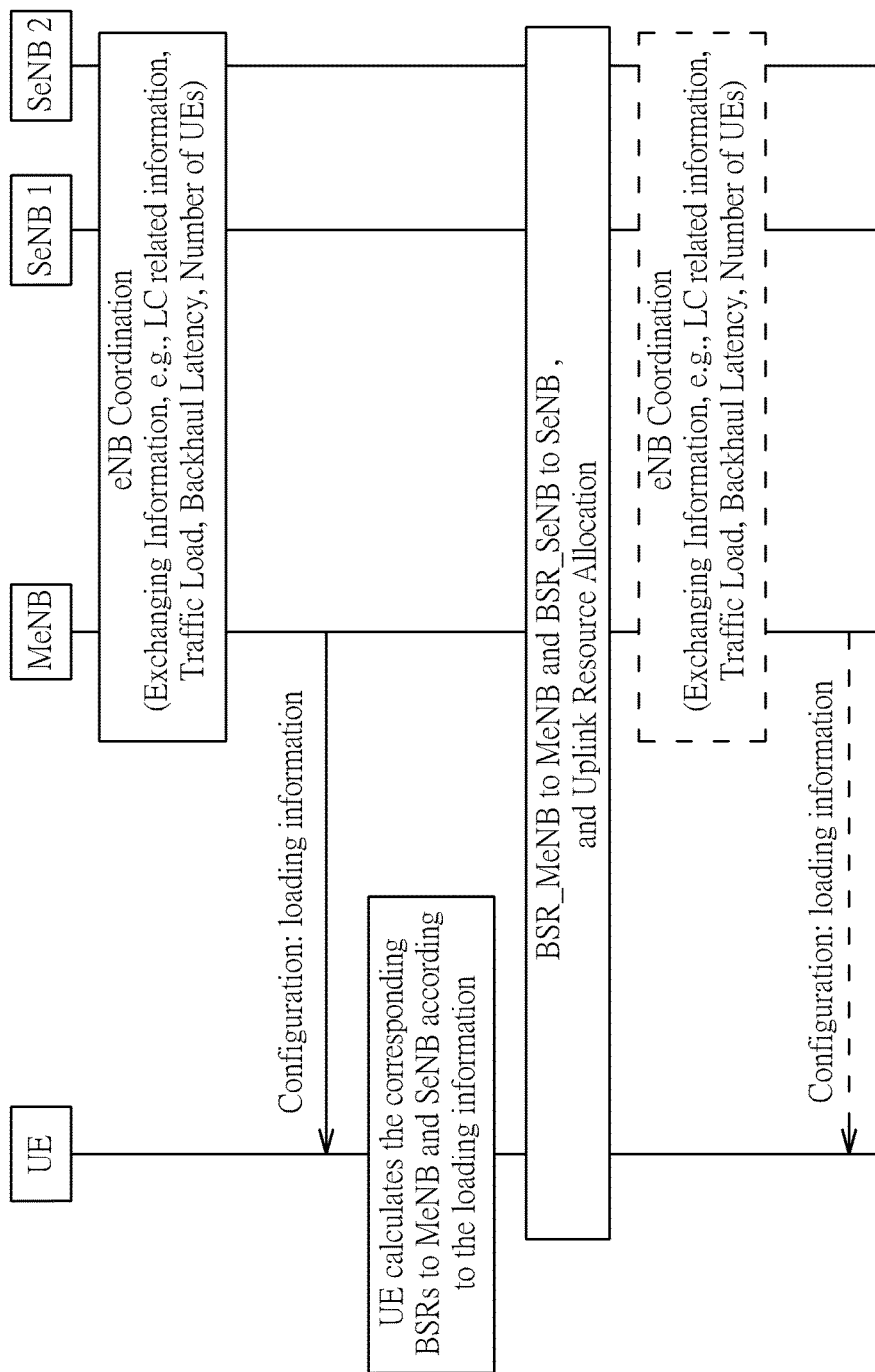 UE
MeNB
SeNB 1
SeNB 2
eNB Coordination
(Exchanging Information, e.g., LC related information,
Traffic Load, Backhaul Latency, Number of UEs)
Configuration: loading information
UE calculates the corresponding
BSRs to MeNB and SeNB according
to the loading information
BSR_MeNB to MeNB and BSR_SeNB to SeNB ,
and Uplink Resource Allocation
eNB Coordination
(Exchanging Information, e.g., LC related information,
Traffic Load, Backhaul Latency, Number of UEs)
Configuration: loading information